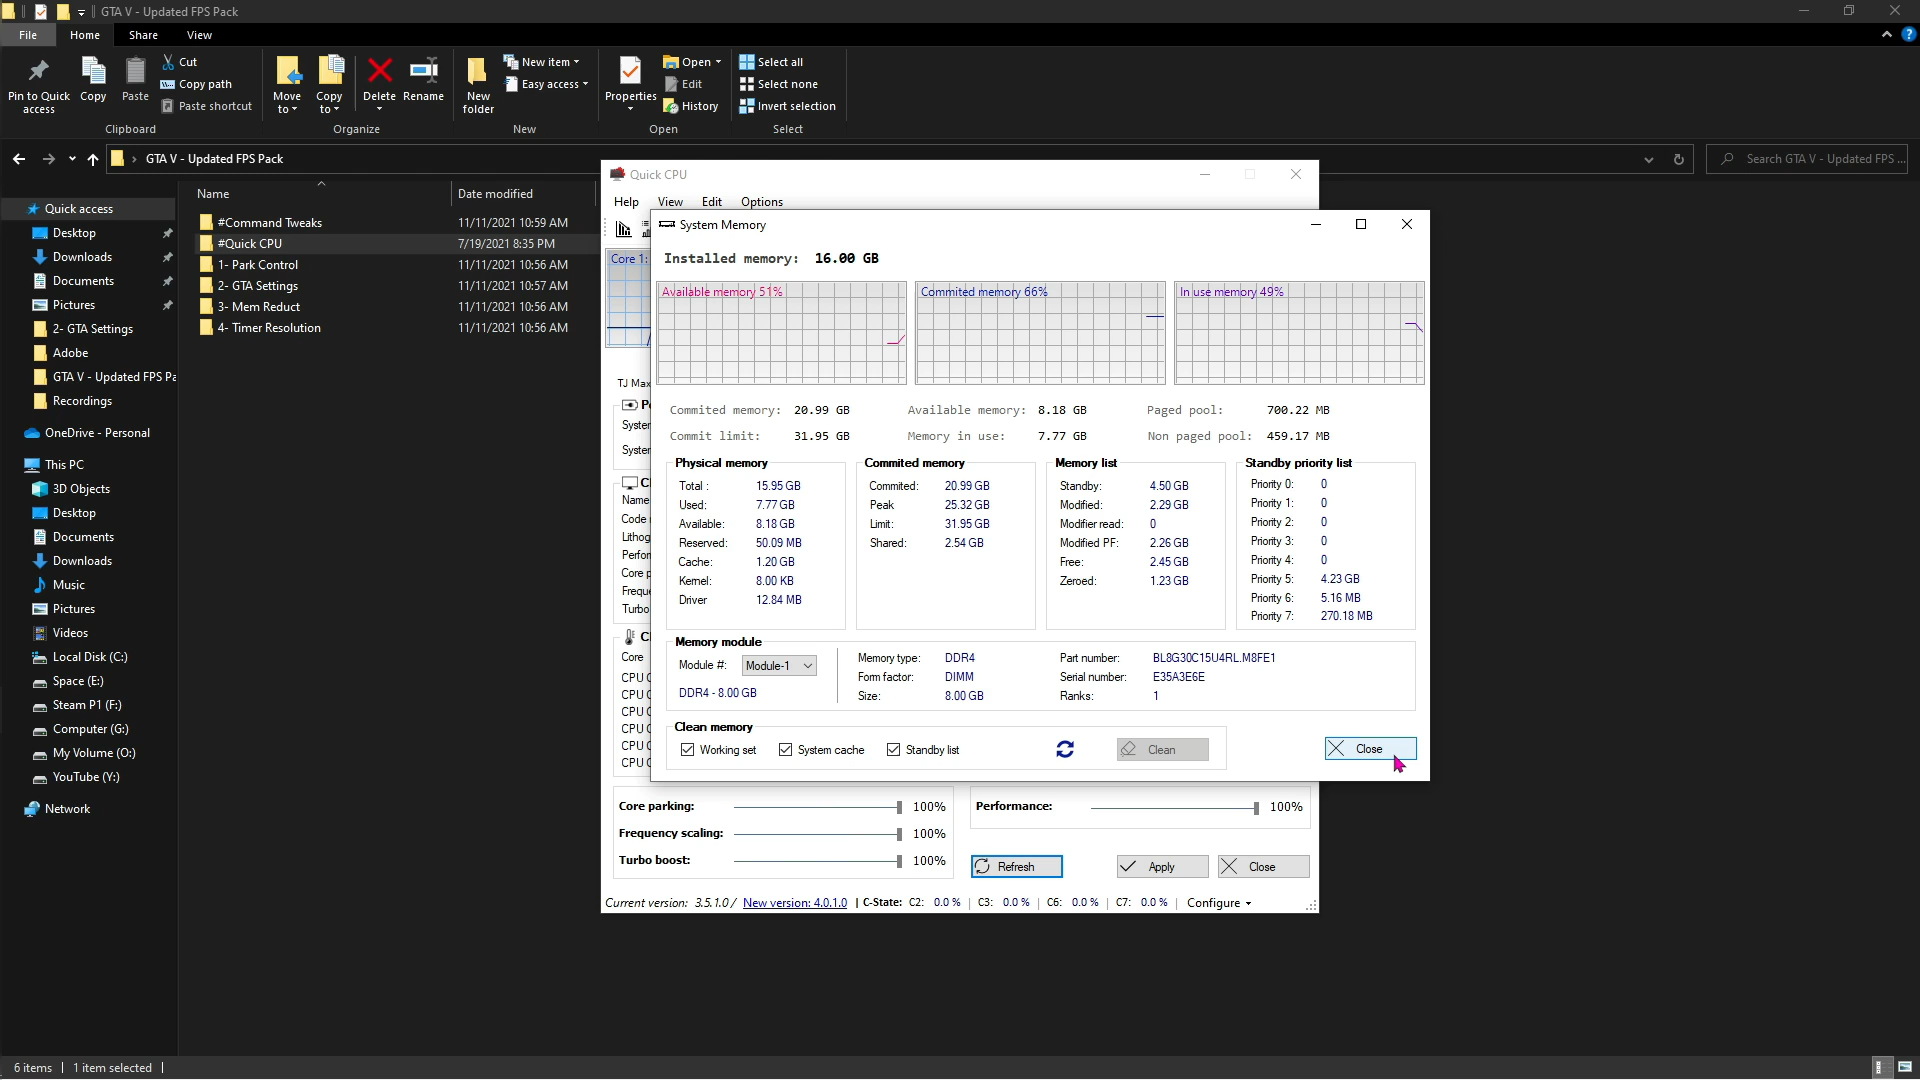 GTA V - Updated FPS Pack
File Home Share View
Pin to Quick access
Copy
Paste
Cut
Copy path
Paste shortcut
Clipboard
Move to
Copy to
Delete
Rename
Organize
New folder
New item
Easy access
New
Properties
Open
Edit
History
Open
Select all
Select none
Invert selection
Select
GTA V - Updated FPS Pack
Search GTA V - Updated FPS ...
Name Date modified
#Command Tweaks 11/11/2021 10:59 AM
#Quick CPU 7/19/2021 8:35 PM
1- Park Control 11/11/2021 10:56 AM
2- GTA Settings 11/11/2021 10:57 AM
3- Mem Reduct 11/11/2021 10:56 AM
4- Timer Resolution 11/11/2021 10:56 AM
Quick access
Desktop
Downloads
Documents
Pictures
2- GTA Settings
Adobe
GTA V - Updated FPS Pa
Recordings
OneDrive - Personal
This PC
3D Objects
Desktop
Documents
Downloads
Music
Pictures
Videos
Local Disk (C:)
Space (E:)
Steam P1 (F:)
Computer (G:)
My Volume (O:)
YouTube (Y:)
Network
6 items 1 item selected
Quick CPU
Help View Edit Options
Core 1:
TJ Max
Syster
Syster
Name
Code
Lithog
Perfor
Core p
Freque
Turbo
Core
CPU C
CPU C
CPU C
CPU C
CPU C
CPU C
System Memory
Installed memory: 16.00 GB
Available memory 51% Commited memory 66% In use memory 49%
Commited memory: 20.99 GB Available memory: 8.18 GB Paged pool: 700.22 MB
Commit limit: 31.95 GB Memory in use: 7.77 GB Non paged pool: 459.17 MB
Physical memory
Total : 15.95 GB
Used: 7.77 GB
Available: 8.18 GB
Reserved: 50.09 MB
Cache: 1.20 GB
Kernel: 8.00 KB
Driver 12.84 MB
Commited memory
Commited: 20.99 GB
Peak 25.32 GB
Limit: 31.95 GB
Shared: 2.54 GB
Memory list
Standby: 4.50 GB
Modified: 2.29 GB
Modifier read: 0
Modified PF: 2.26 GB
Free: 2.45 GB
Zeroed: 1.23 GB
Standby priority list
Priority 0: 0
Priority 1: 0
Priority 2: 0
Priority 3: 0
Priority 4: 0
Priority 5: 4.23 GB
Priority 6: 5.16 MB
Priority 7: 270.18 MB
Memory module
Module #: Module-1
DDR4 - 8.00 GB
Memory type: DDR4
Form factor: DIMM
Size: 8.00 GB
Part number: BL8G30C15U4RL.M8FE1
Serial number: E35A3E6E
Ranks: 1
Clean memory
Working set System cache Standby list Clean Close
Core parking: 100%
Frequency scaling: 100%
Turbo boost: 100%
Performance: 100%
Refresh Apply Close
Current version: 3.5.1.0 / New version: 4.0.1.0 | C-State: C2: 0.0 % | C3: 0.0 % | C6: 0.0 % | C7: 0.0 % | Configure